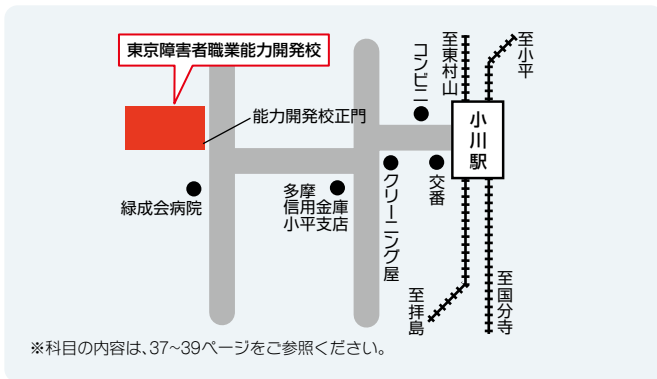 東京障害者職業能力開発校
能力開発校正門
緑成会病院
多摩
信用金庫
小平支店
クリーニング屋
コンビニ
交番
小川駅
至東村山
至小平
至拝島
至国分寺
※科目の内容は、37~39ページをご参照ください。